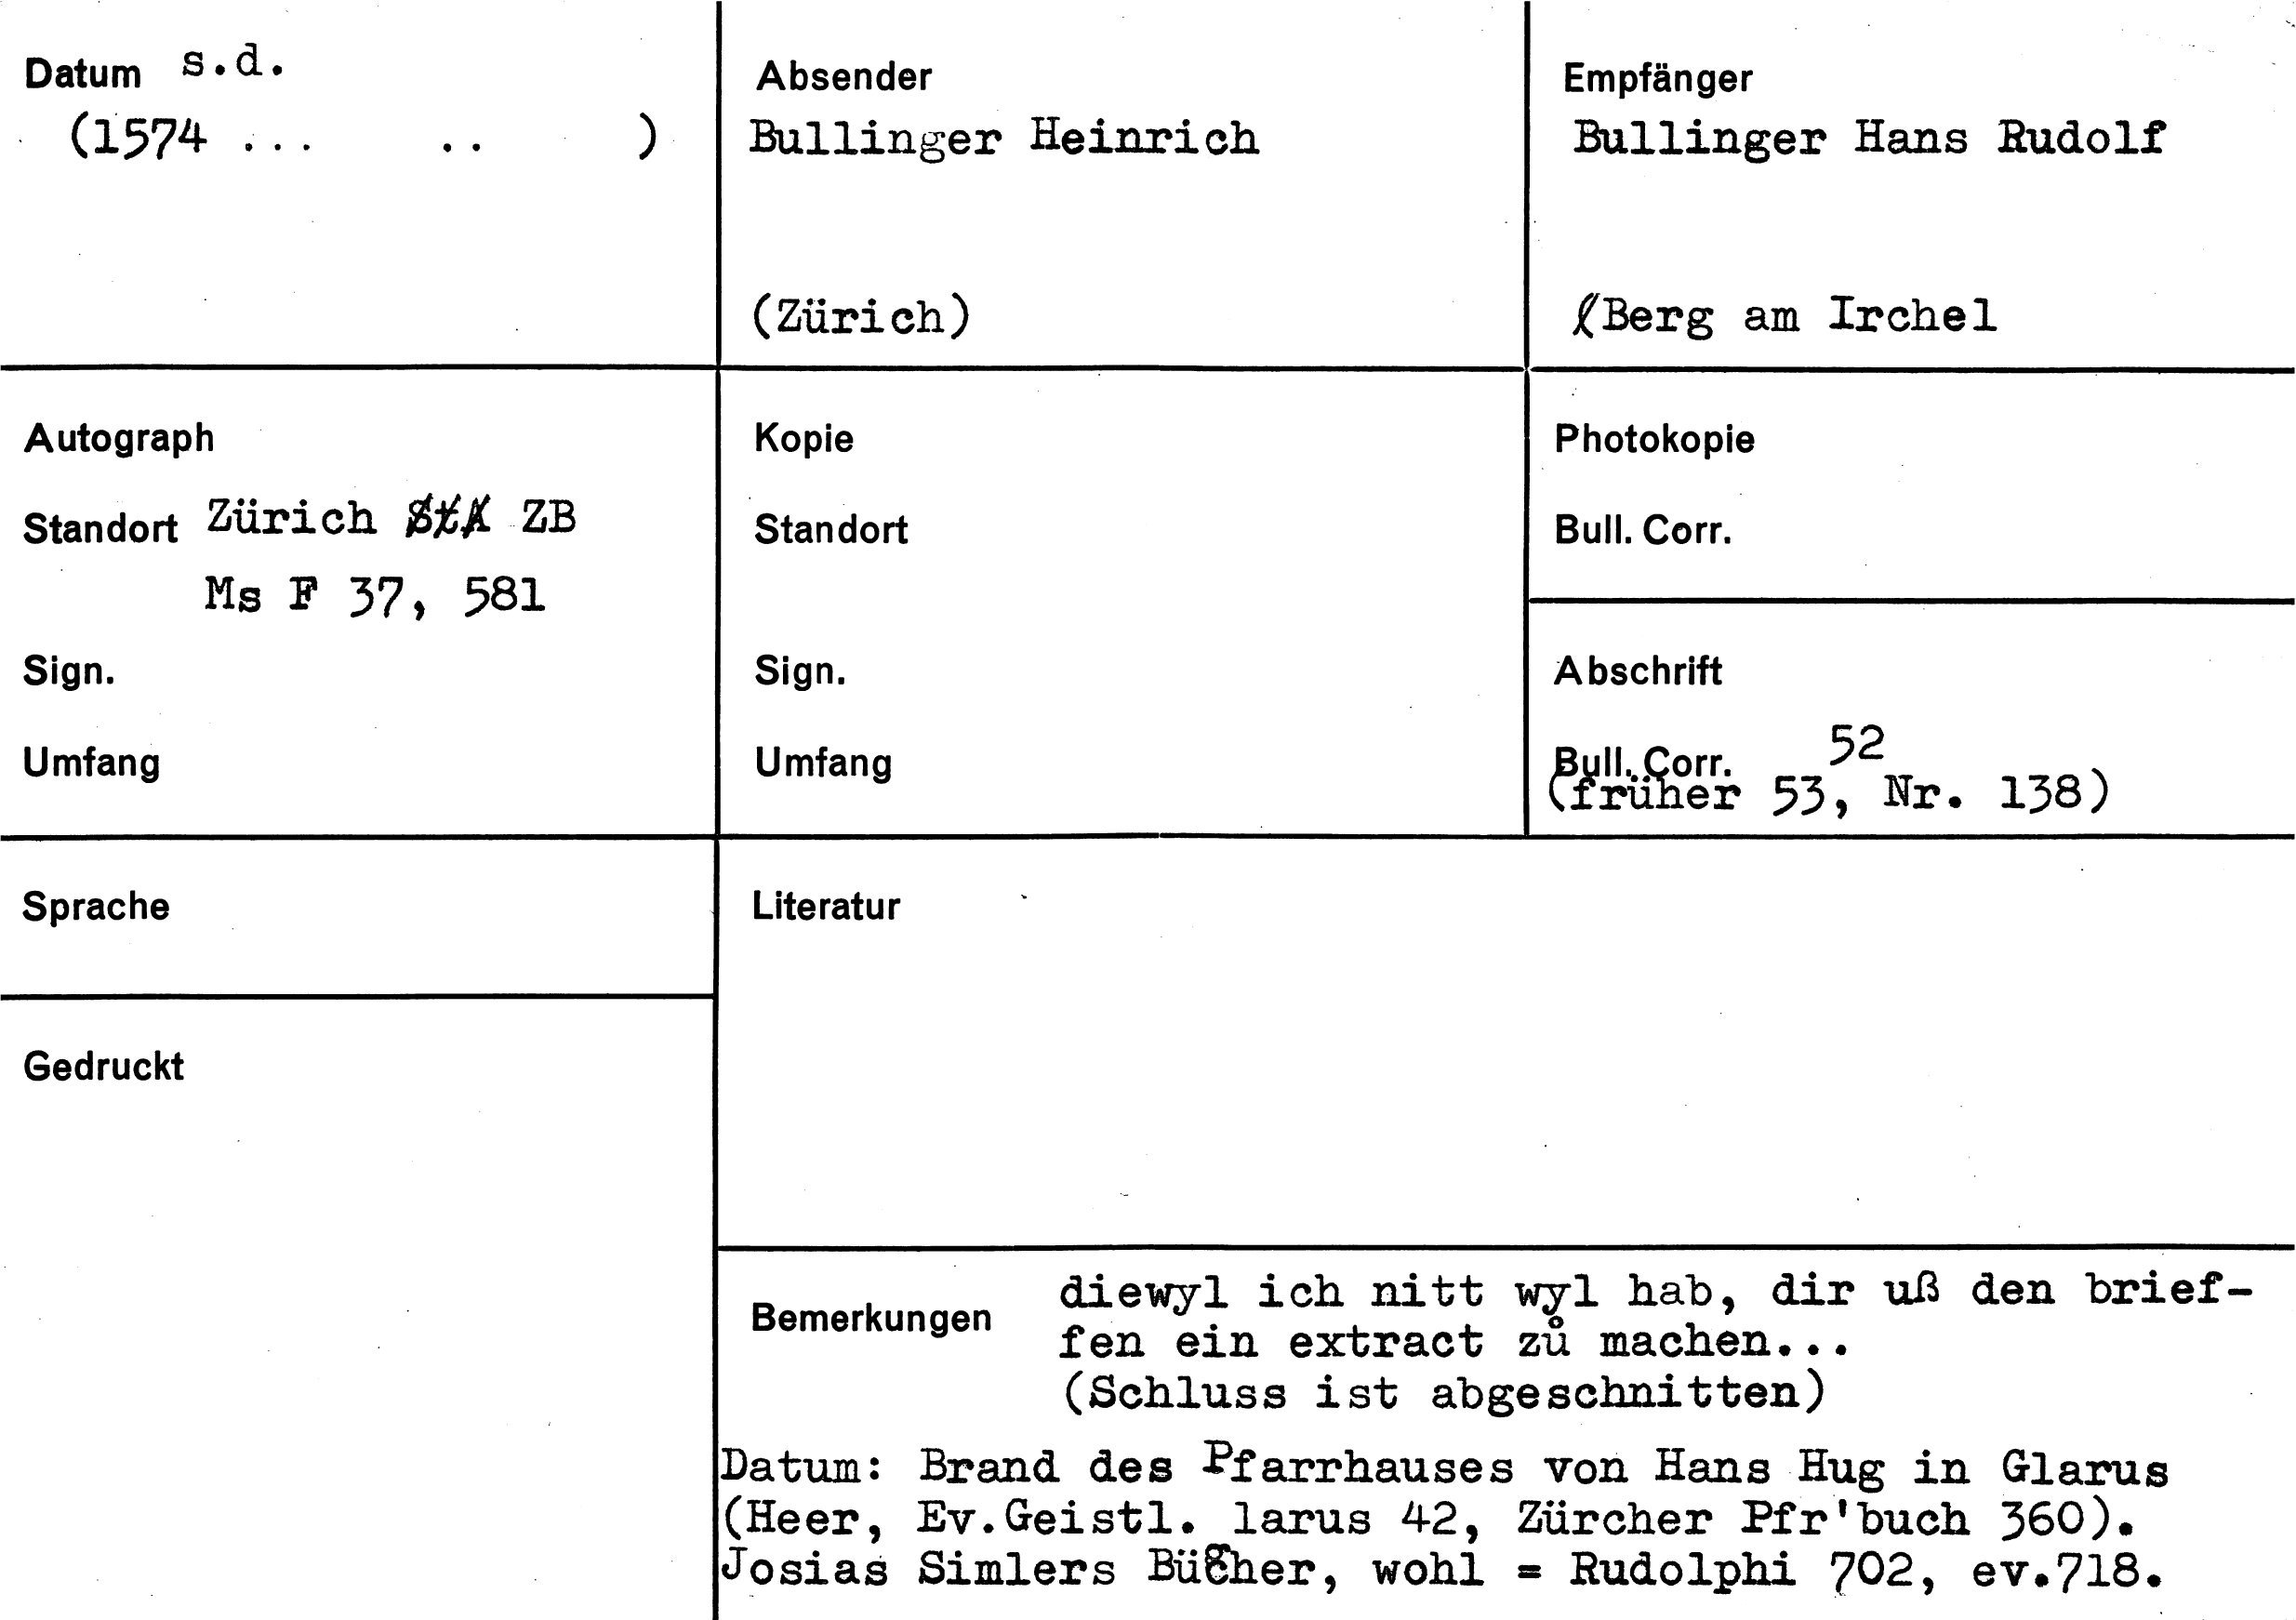 Datum s.d.
(1574 ... .. )
Absender
Bullinger Heinrich
(Zürich)
Empfänger
Bullinger Hans Rudolf
(Berg am Irchel
Autograph
Standort Zürich StA ZB
Ms F 37, 581
Sign.
Umfang
Kopie
Standort
Sign.
Umfang
Photokopie
Bull. Corr.
Abschrift
Bull. Corr. 52
(früher 53, Nr. 138)
Sprache
Literatur
Gedruckt
Bemerkungen diewyl ich nitt wyl hab, dir uß den brief-
fen ein extract zů machen...
(Schluss ist abgeschnitten)
Datum: Brand des Pfarrhauses von Hans Hug in Glarus
(Heer, Ev.Geistl. larus 42, Zürcher Pfr'buch 360).
Josias Simlers Bücher, wohl = Rudolphi 702, ev.718.